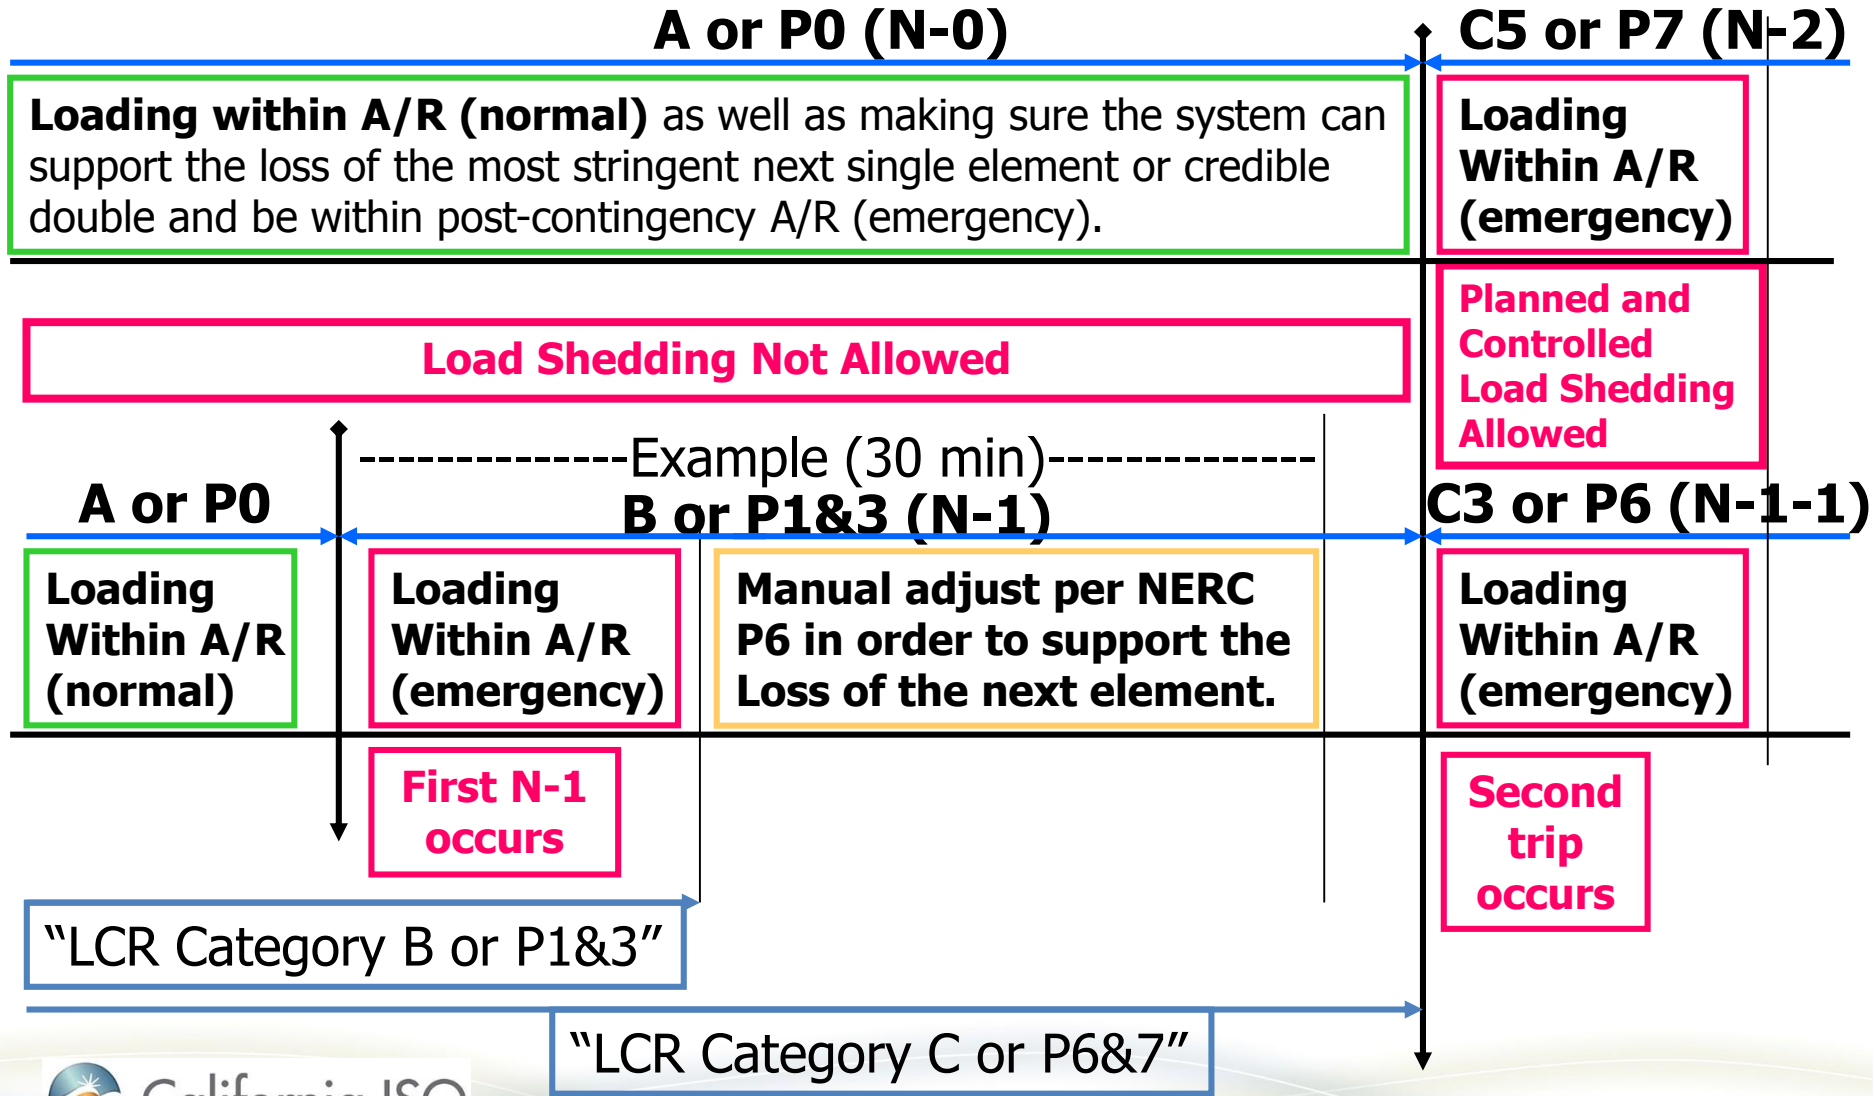 A or P0 (N-0)
C5 or P7 (N-2)
Loading within A/R (normal) as well as making sure the system can
support the loss of the most stringent next single element or credible
double and be within post-contingency A/R (emergency).
Loading
Within A/R
(emergency)
Load Shedding Not Allowed
Planned and
Controlled
Load Shedding
Allowed
--------------Example (30 min)--------------
A or P0
B or P1&3 (N-1)
C3 or P6 (N-1-1)
Loading
Within A/R
(normal)
Loading
Within A/R
(emergency)
Manual adjust per NERC
P6 in order to support the
Loss of the next element.
Loading
Within A/R
(emergency)
First N-1
occurs
Second
trip
occurs
“LCR Category B or P1&3”
“LCR Category C or P6&7”
California ISO